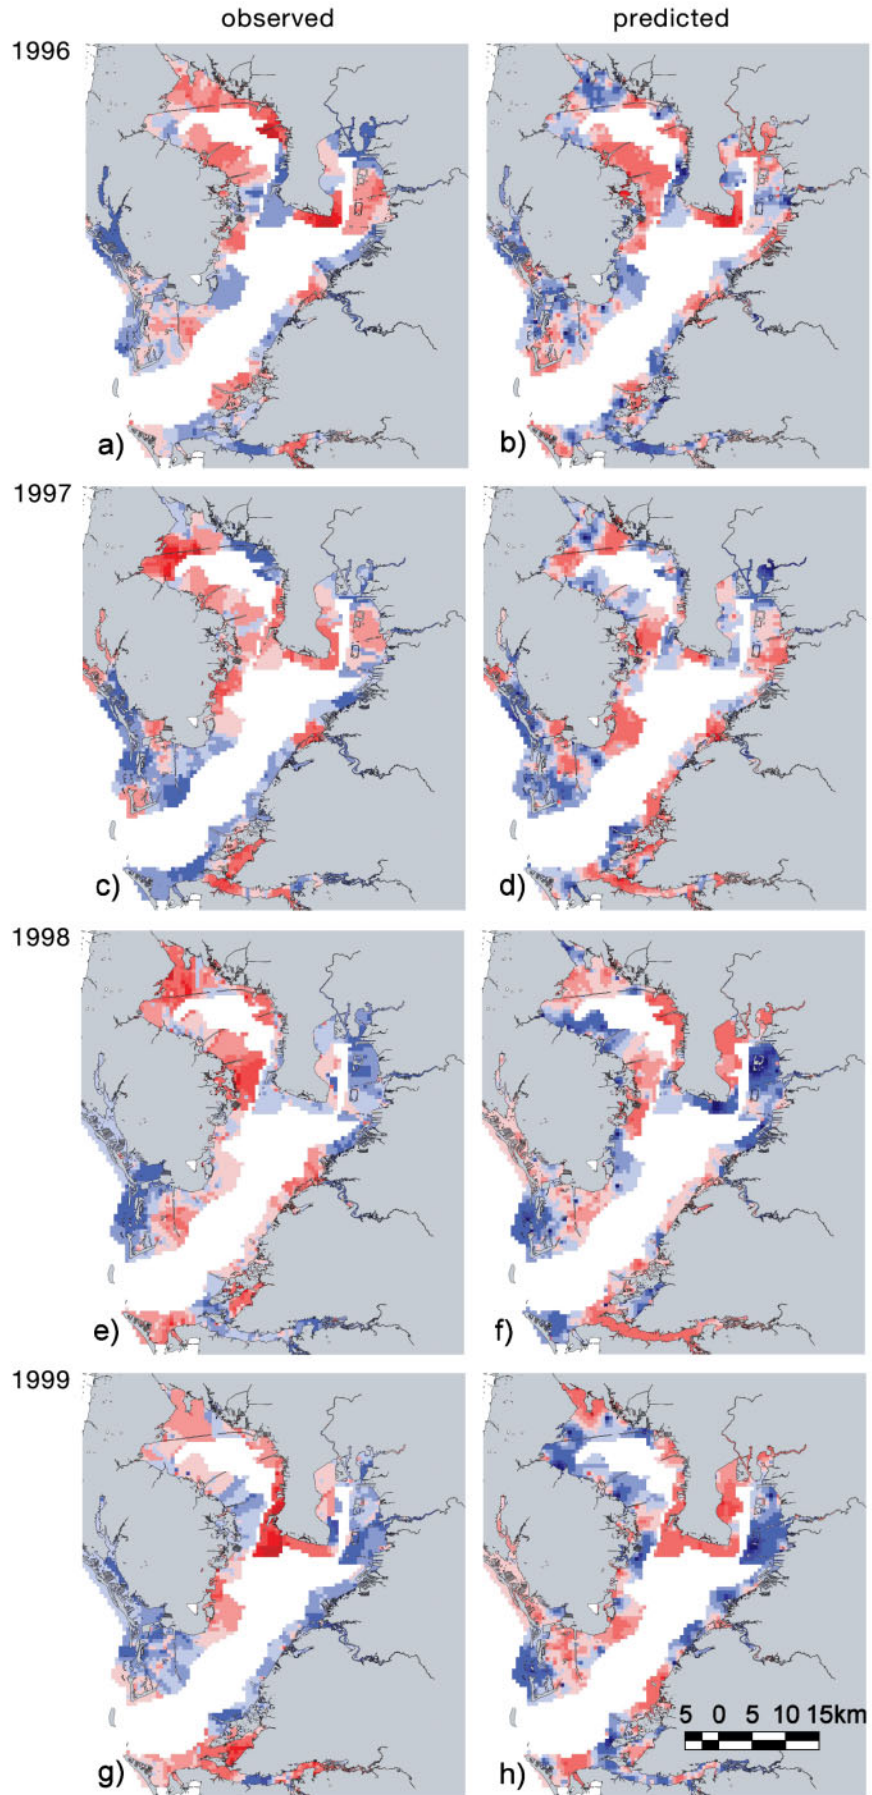 observed predicted
1996
a) b)
1997
c) d)
1998
e) f)
1999
5 0 5 10 15km
g) h)